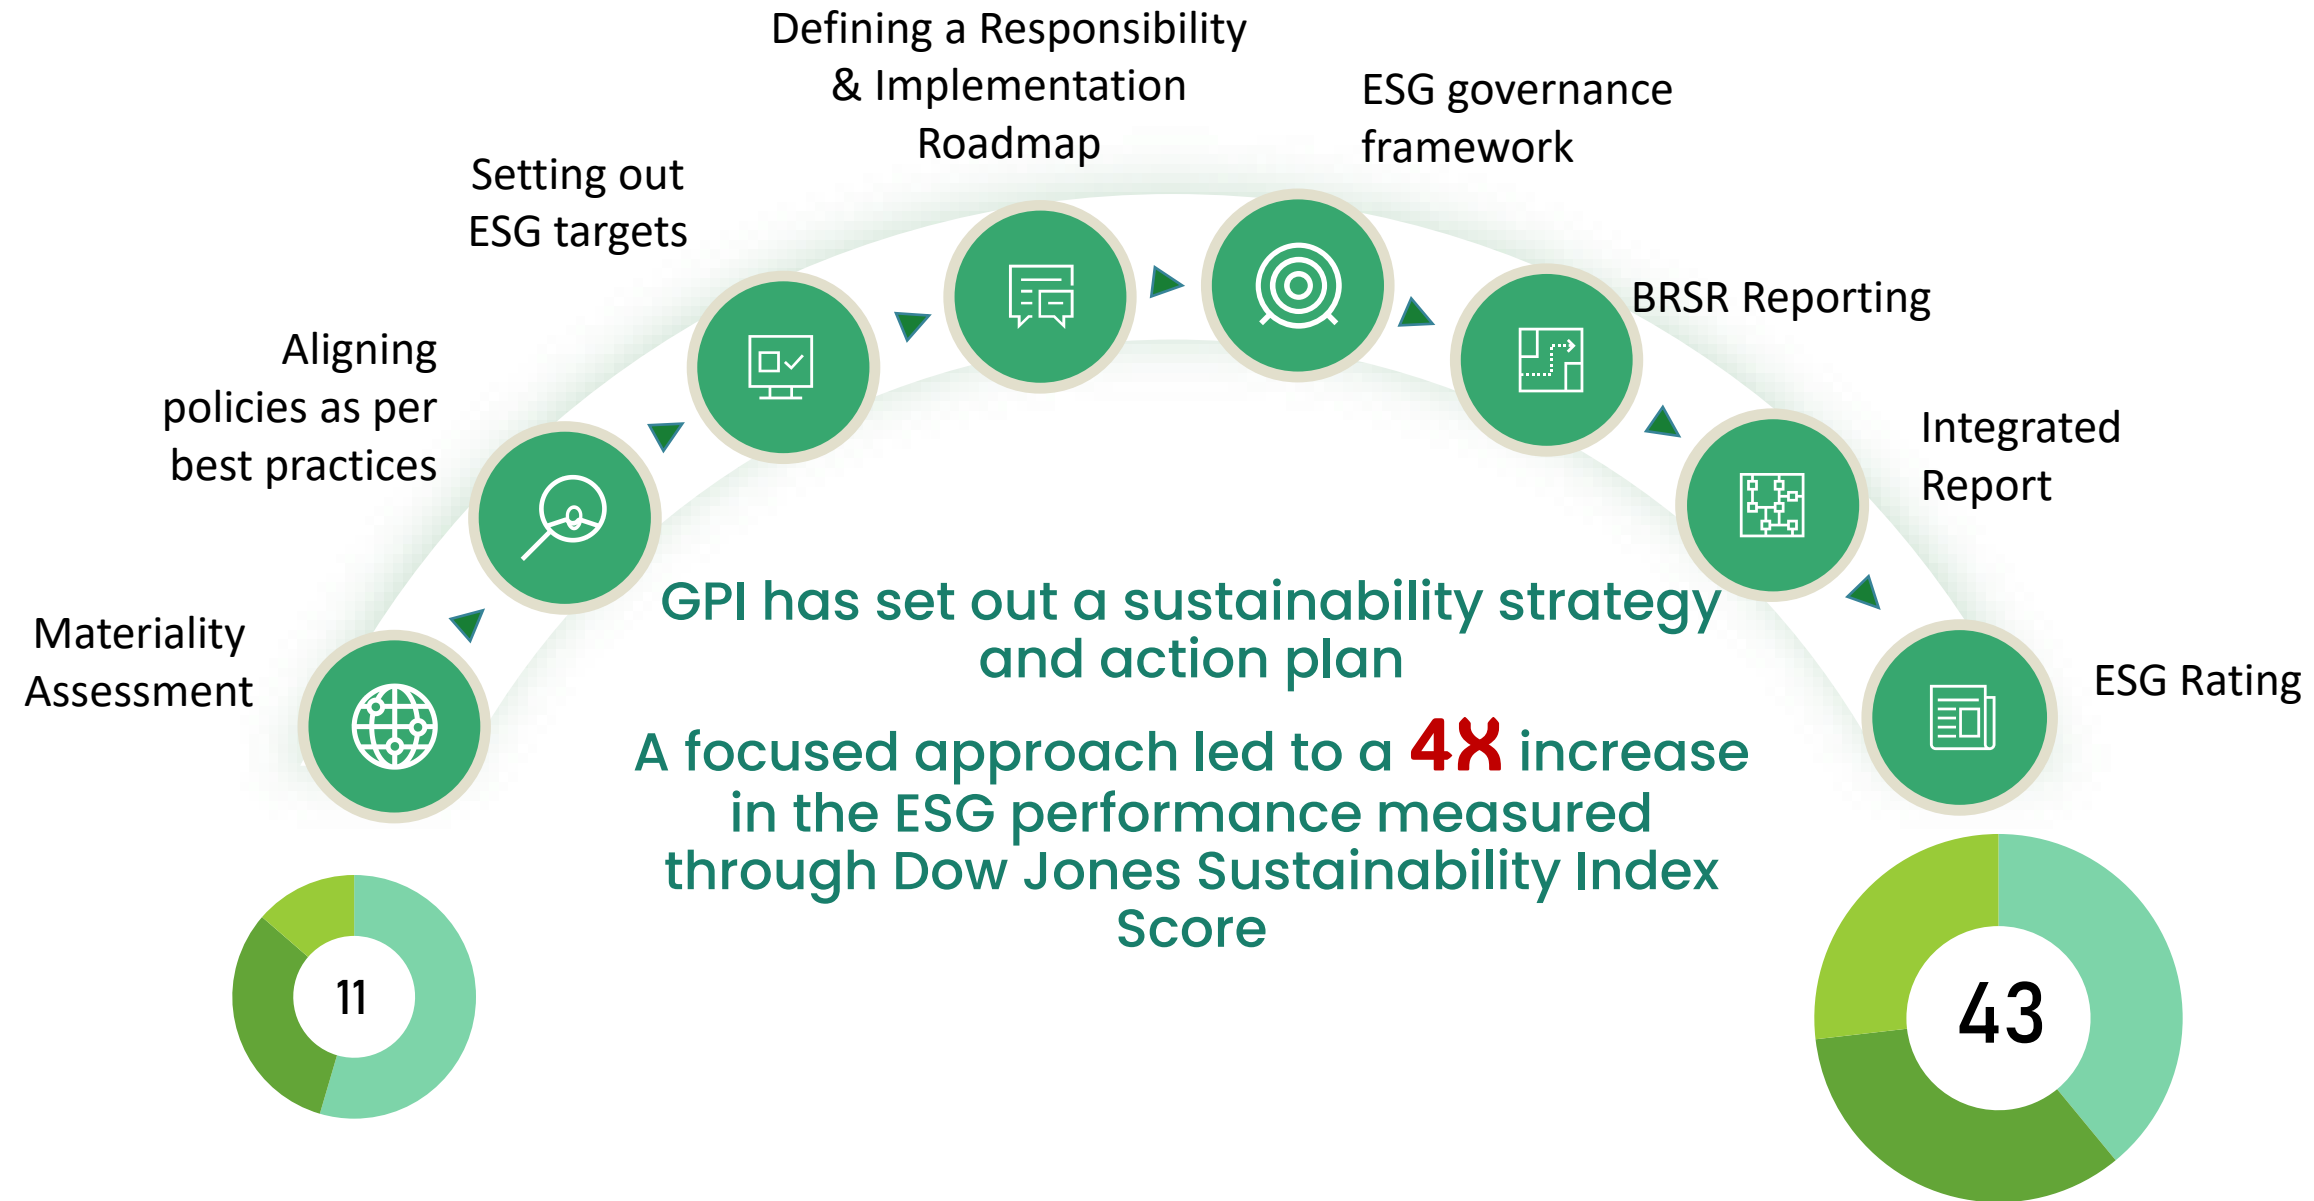 Materiality
Assessment
Aligning
policies as per
best practices
Setting out
ESG targets
Defining a Responsibility
& Implementation
Roadmap
ESG governance
framework
BRSR Reporting
Integrated
Report
ESG Rating
GPI has set out a sustainability strategy
and action plan
A focused approach led to a 4X increase
in the ESG performance measured
through Dow Jones Sustainability Index
Score
11
43